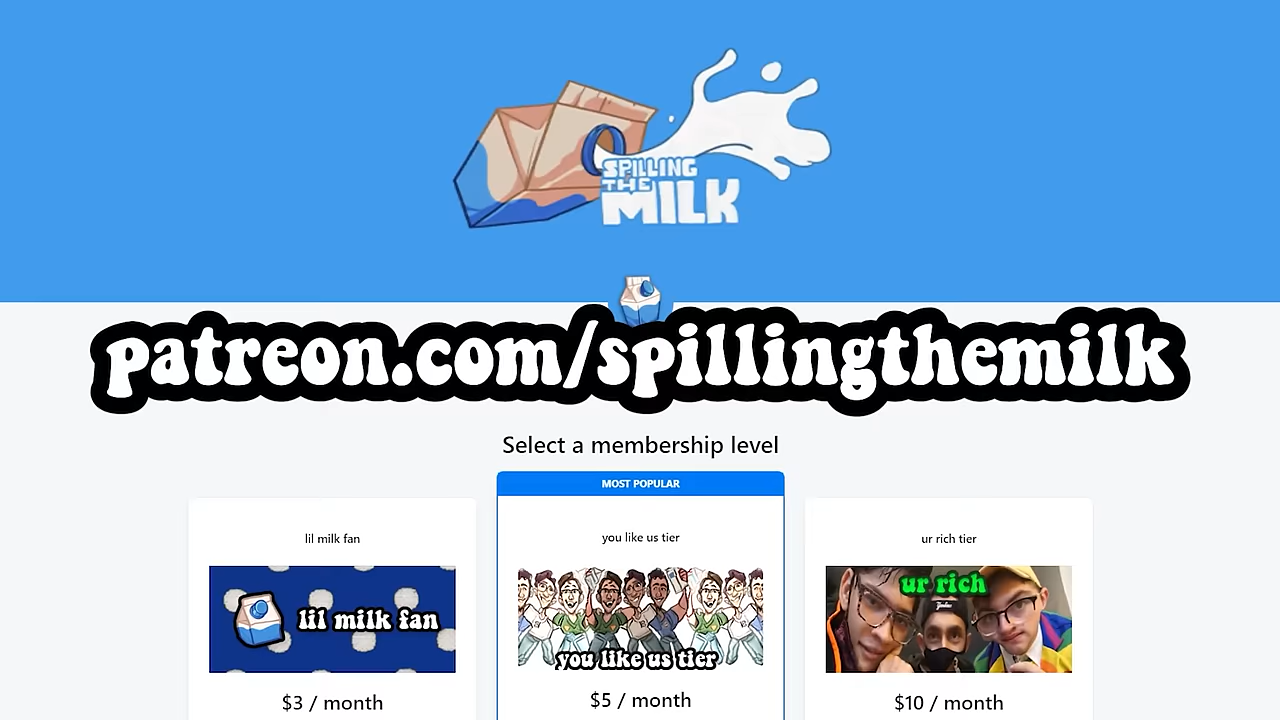 SPILLING
THE
MILK
patreon.com/spillingthemilk
Select a membership level
MOST POPULAR
lil milk fan
you like us tier
ur rich tier
lil milk fan
you like us tier
ur rich
$3 / month
$5 / month
$10 / month